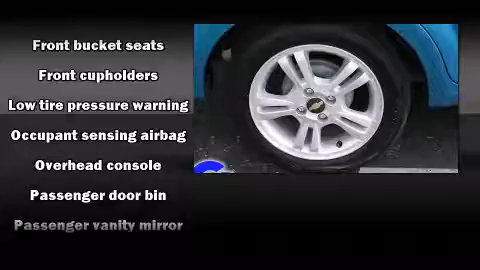 Front bucket seats
Front cupholders
Low tire pressure warning
Occupant sensing airbag
Overhead console
Passenger door bin
Passenger vanity mirror